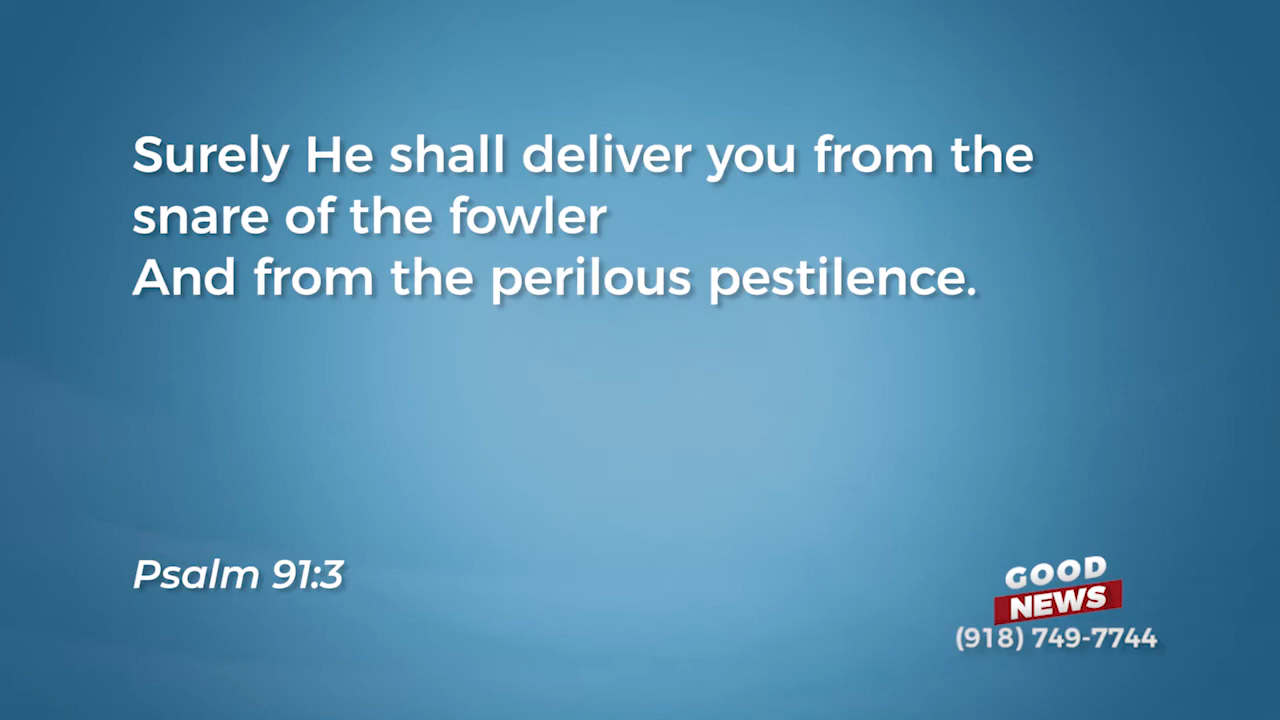 Surely He shall deliver you from the
snare of the fowler
And from the perilous pestilence.
Psalm 91:3
GOOD
NEWS
(918) 749-7744